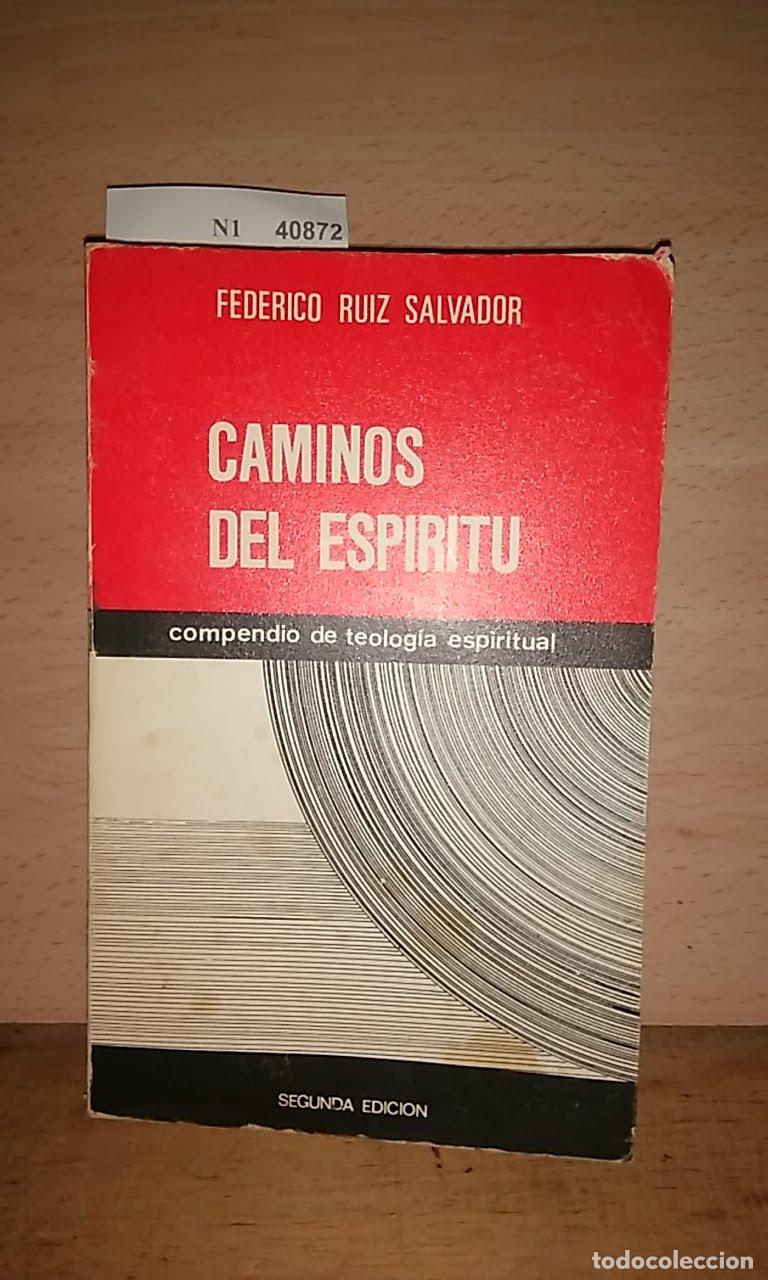 N1 40872
FEDERICO RUIZ SALVADOR
CAMINOS
DEL ESPIRITU
compendio de teología espiritual
SEGUNDA EDICION
todocoleccion